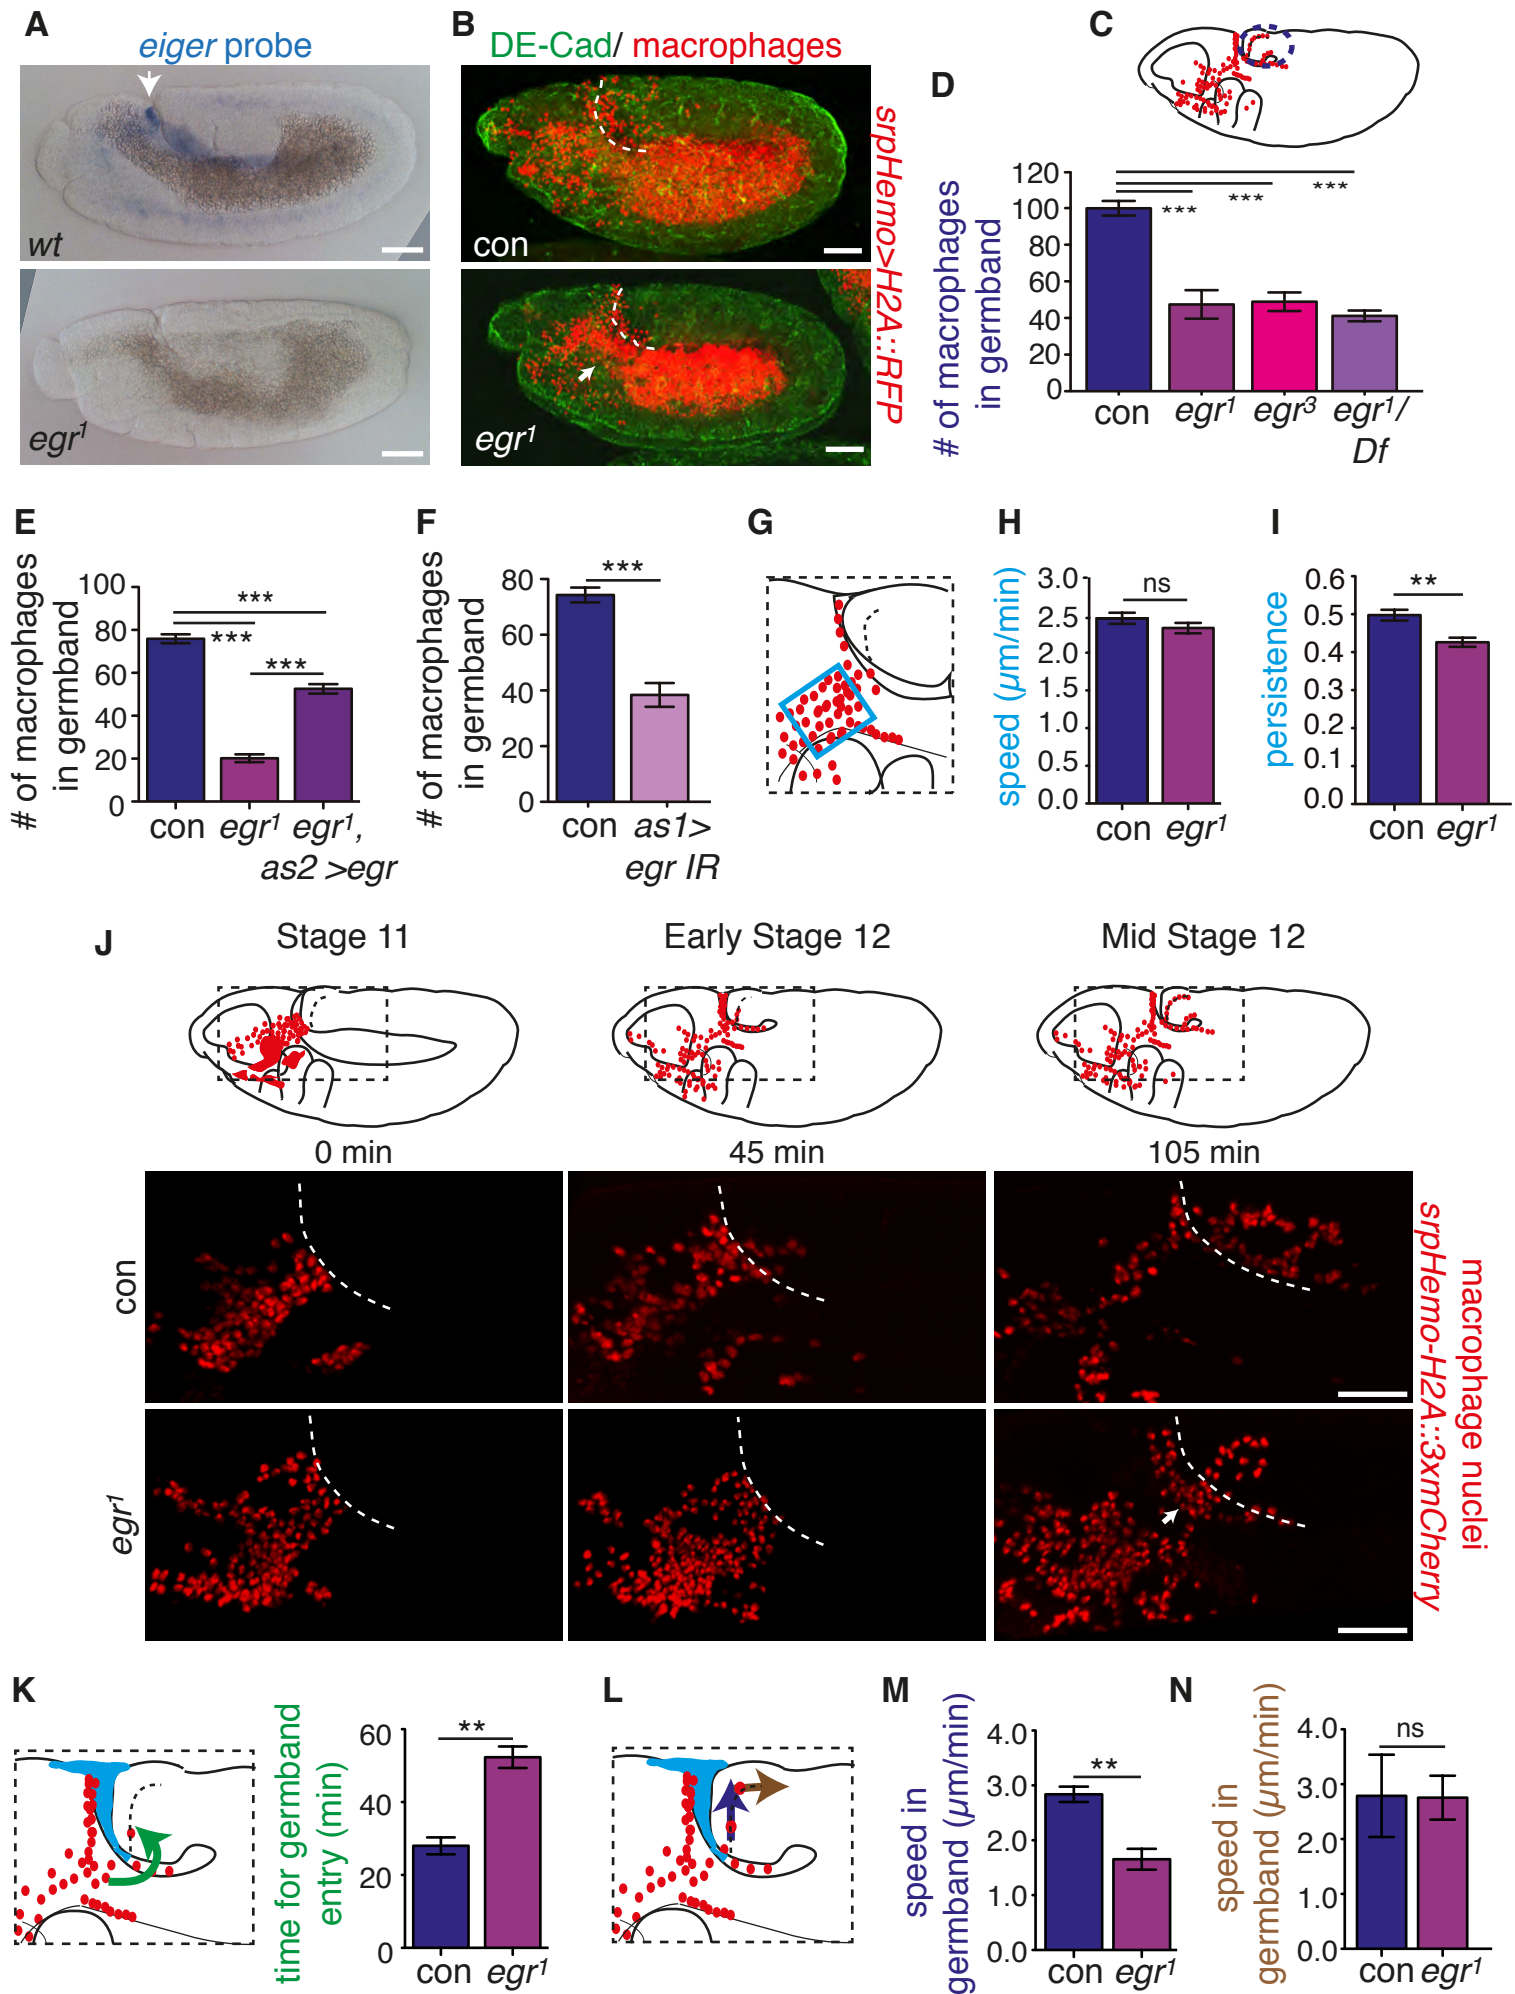 A
eiger probe
wt
egr1
B
DE-Cad/ macrophages
con
egr1
srpHemo>H2A::RFP
C
D
# of macrophages
in germband
120
100
80
60
40
20
0
***
***
***
con
egr1
egr3
egr1/
Df
E
# of macrophages
in germband
100
80
60
40
20
0
***
***
***
con
egr1
egr1,
as2 >egr
F
# of macrophages
in germband
80
60
40
20
0
***
con
as1>
egr IR
G
H
speed (µm/min)
3.0
2.5
2.0
1.5
1.0
0.5
0.0
ns
con
egr1
I
persistence
0.6
0.5
0.4
0.3
0.2
0.1
0.0
**
con
egr1
J
Stage 11
Early Stage 12
Mid Stage 12
0 min
45 min
105 min
con
egr1
macrophage nuclei
srpHemo-H2A::3xmCherry
K
time for germband
entry (min)
60
40
20
0
**
con
egr1
L
M
speed in
germband (µm/min)
4.0
3.0
2.0
1.0
0.0
**
con
egr1
N
speed in
germband (µm/min)
4.0
3.0
2.0
1.0
0.0
ns
con
egr1